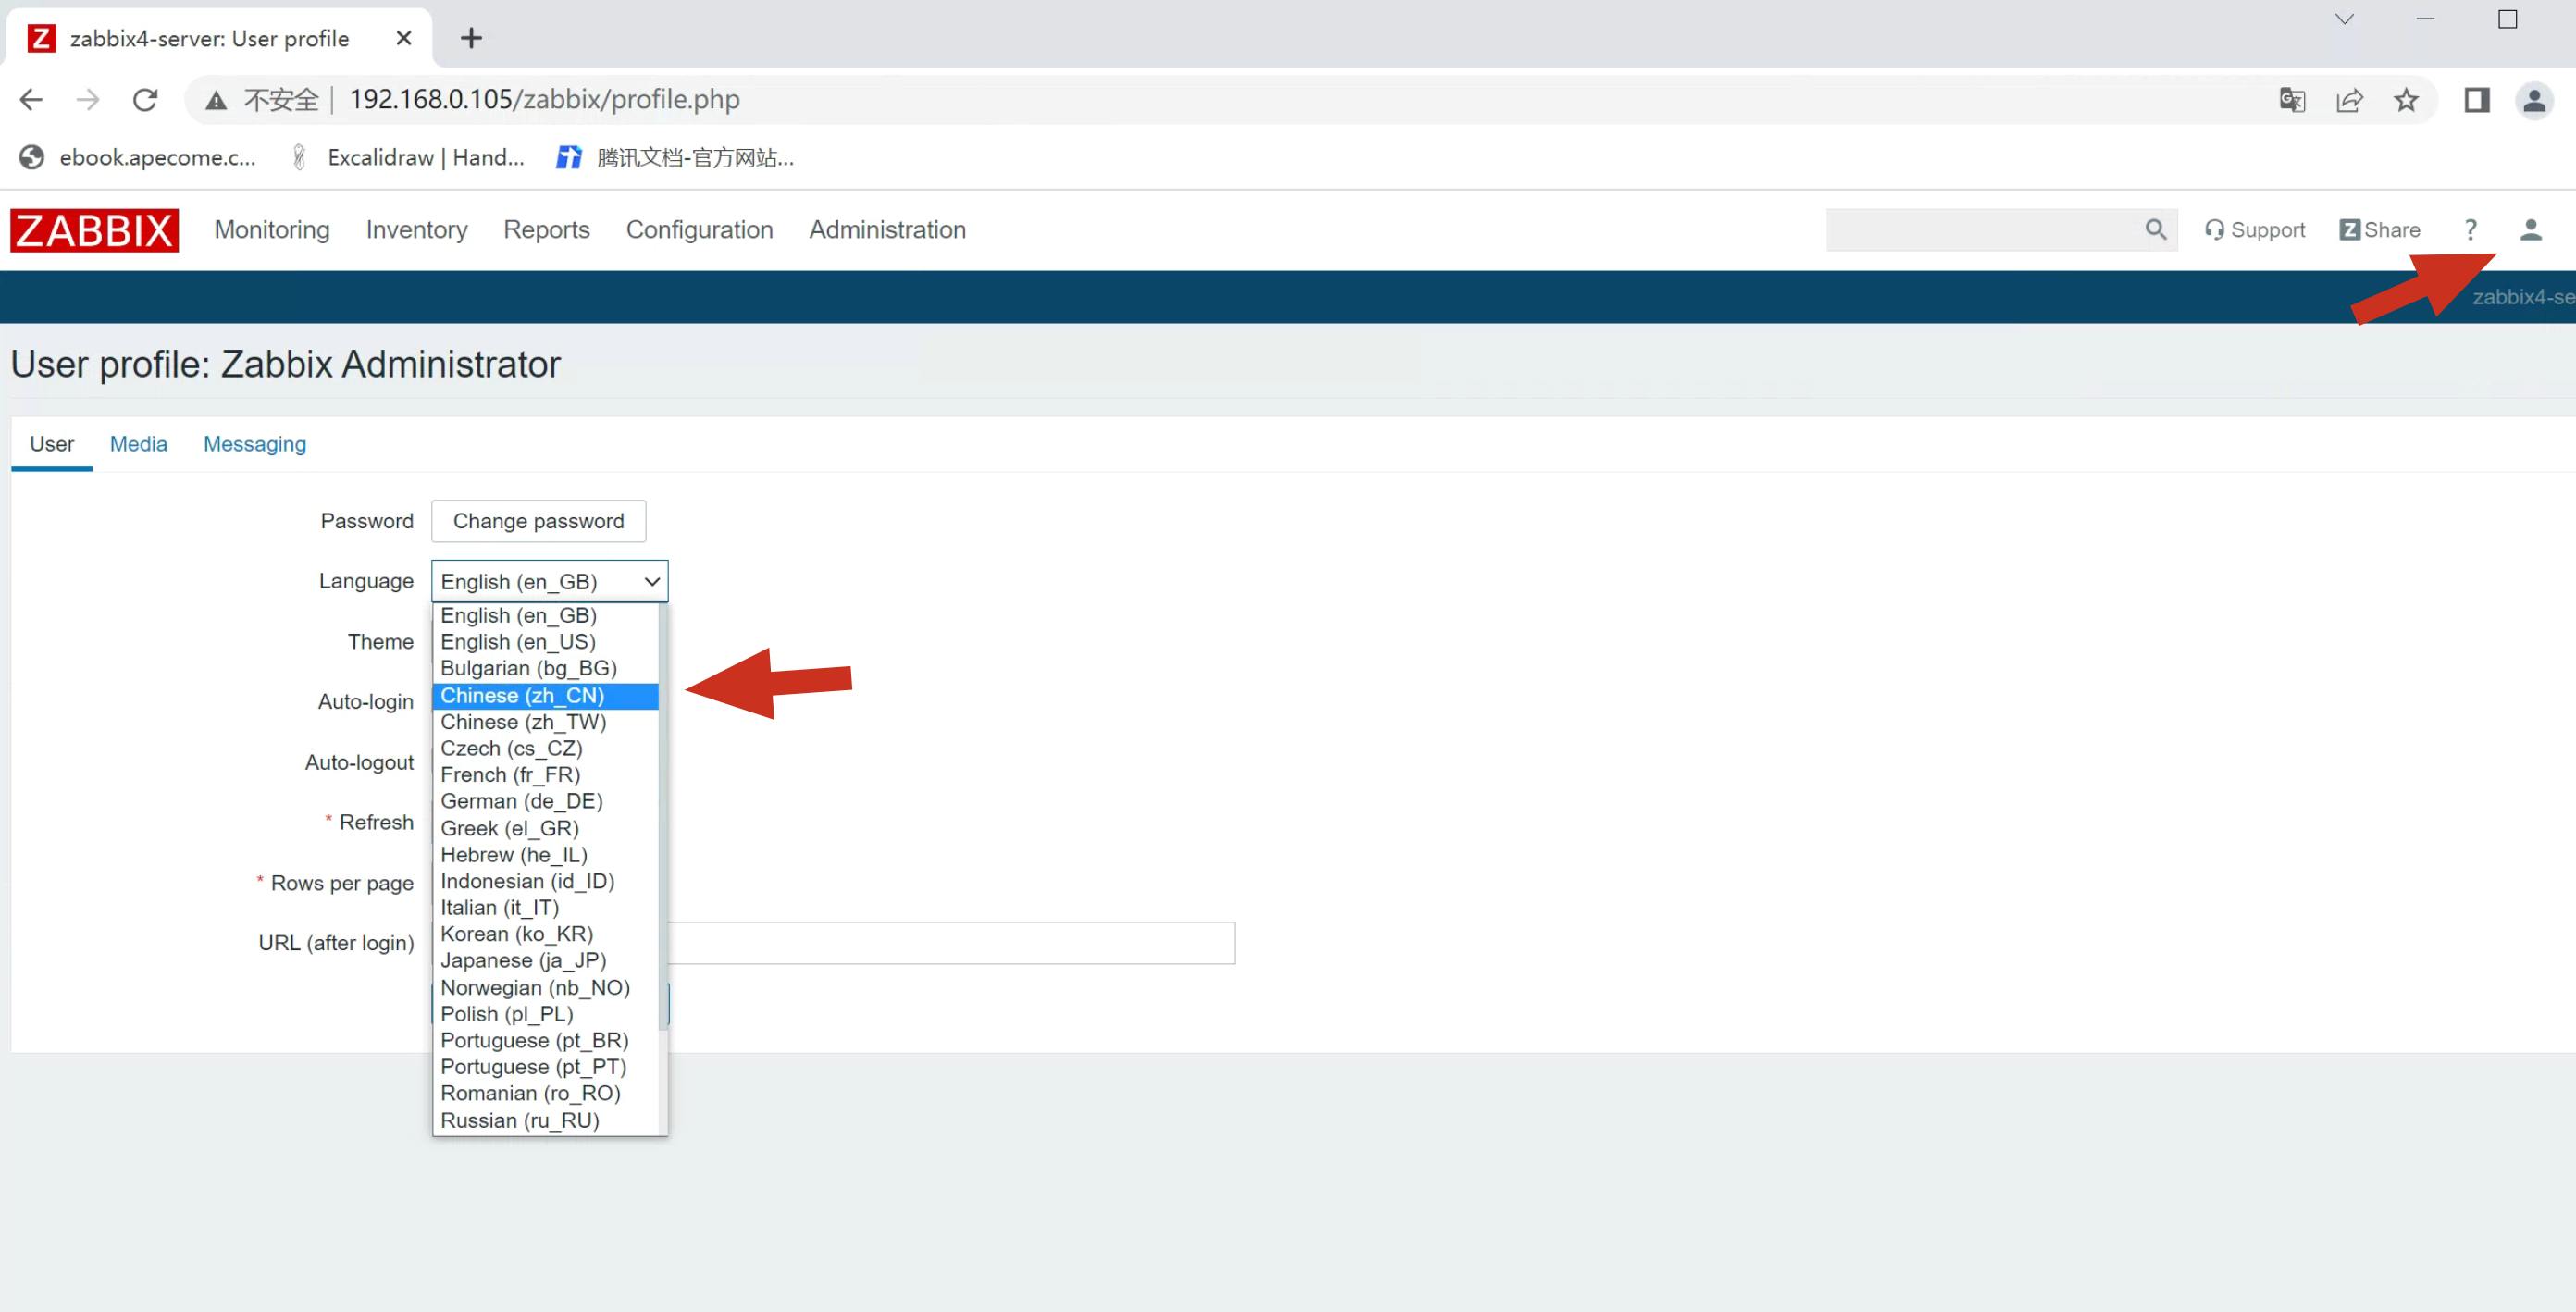 zabbix4-server: User profile
不安全 192.168.0.105/zabbix/profile.php
ebook.apecome.c... Excalidraw | Hand... 腾讯文档-官方网站...
ZABBIX Monitoring Inventory Reports Configuration Administration Support Z Share ?
zabbix4-se
User profile: Zabbix Administrator
User Media Messaging
Password Change password
Language English (en_GB)
English (en_GB)
Theme English (en_US)
Bulgarian (bg_BG)
Auto-login Chinese (zh_CN)
Chinese (zh_TW)
Czech (cs_CZ)
Auto-logout
French (fr_FR)
German (de_DE)
* Refresh Greek (el_GR)
Hebrew (he_IL)
* Rows per page Indonesian (id_ID)
Italian (it_IT)
Korean (ko_KR)
URL (after login)
Japanese (ja_JP)
Norwegian (nb_NO)
Polish (pl_PL)
Portuguese (pt_BR)
Portuguese (pt_PT)
Romanian (ro_RO)
Russian (ru_RU)